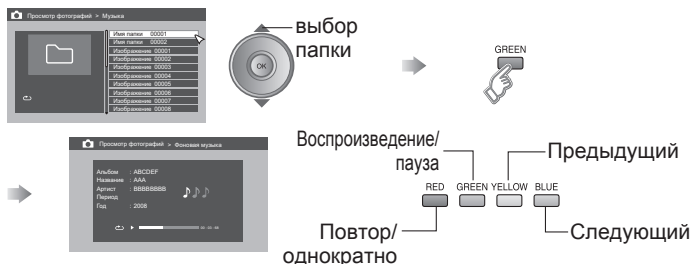 Просмотр фотографий > Музыка
Имя папки 00001
Имя папки 00002
Изображение 00001
Изображение 00002
Изображение 00003
Изображение 00004
Изображение 00005
Изображение 00006
Изображение 00007
Изображение 00008
OK
выбор
папки
GREEN
Просмотр фотографий > Фоновая музыка
Альбом : ABCDEF
Название : AAA
Артист : BBBBBBBB
Период
Год : 2008
Воспроизведение/
пауза
Предыдущий
RED GREEN YELLOW BLUE
Повтор/
однократно
Следующий